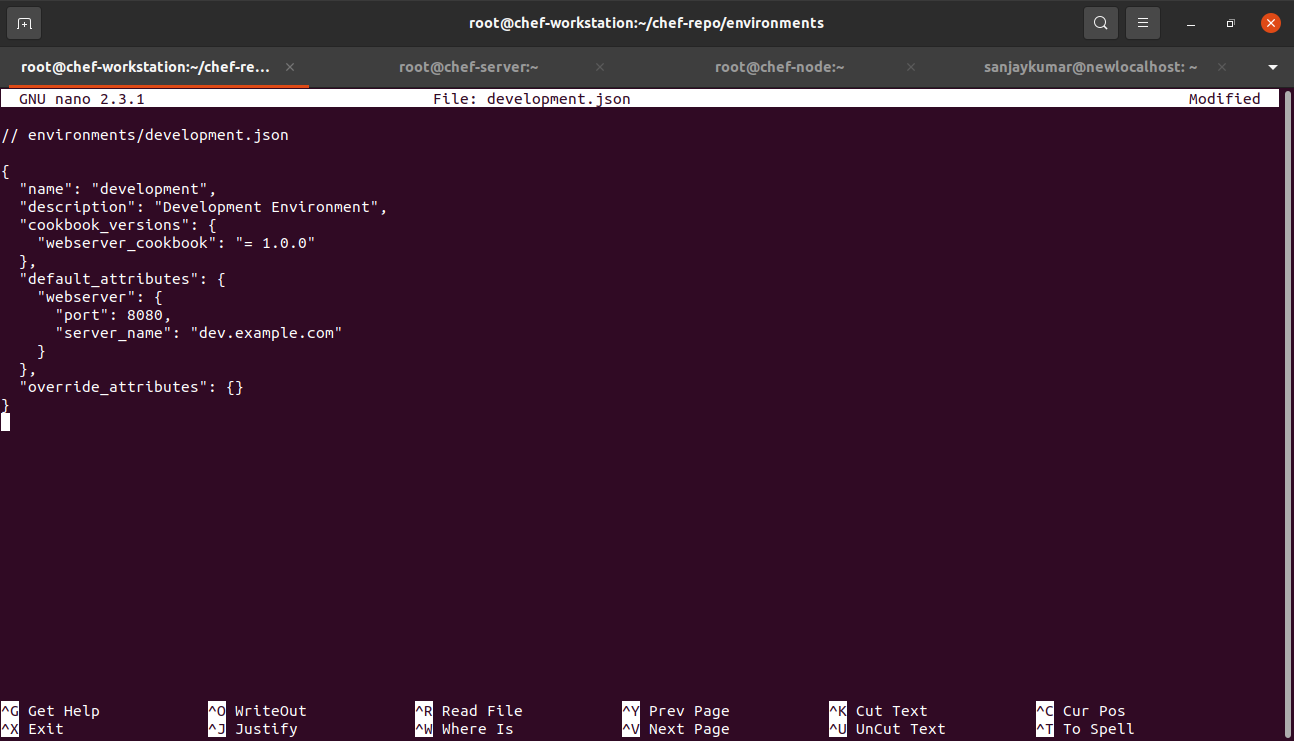 root@chef-workstation:~/chef-repo/environments
root@chef-workstation:~/chef-re... root@chef-server:~ root@chef-node:~ sanjaykumar@newlocalhost: ~
GNU nano 2.3.1 File: development.json Modified
// environments/development.json
{
  "name": "development",
  "description": "Development Environment",
  "cookbook_versions": {
    "webserver_cookbook": "= 1.0.0"
  },
  "default_attributes": {
    "webserver": {
      "port": 8080,
      "server_name": "dev.example.com"
    }
  },
  "override_attributes": {}
}
^G Get Help ^O WriteOut ^R Read File ^Y Prev Page ^K Cut Text ^C Cur Pos
^X Exit ^J Justify ^W Where Is ^V Next Page ^U UnCut Text ^T To Spell